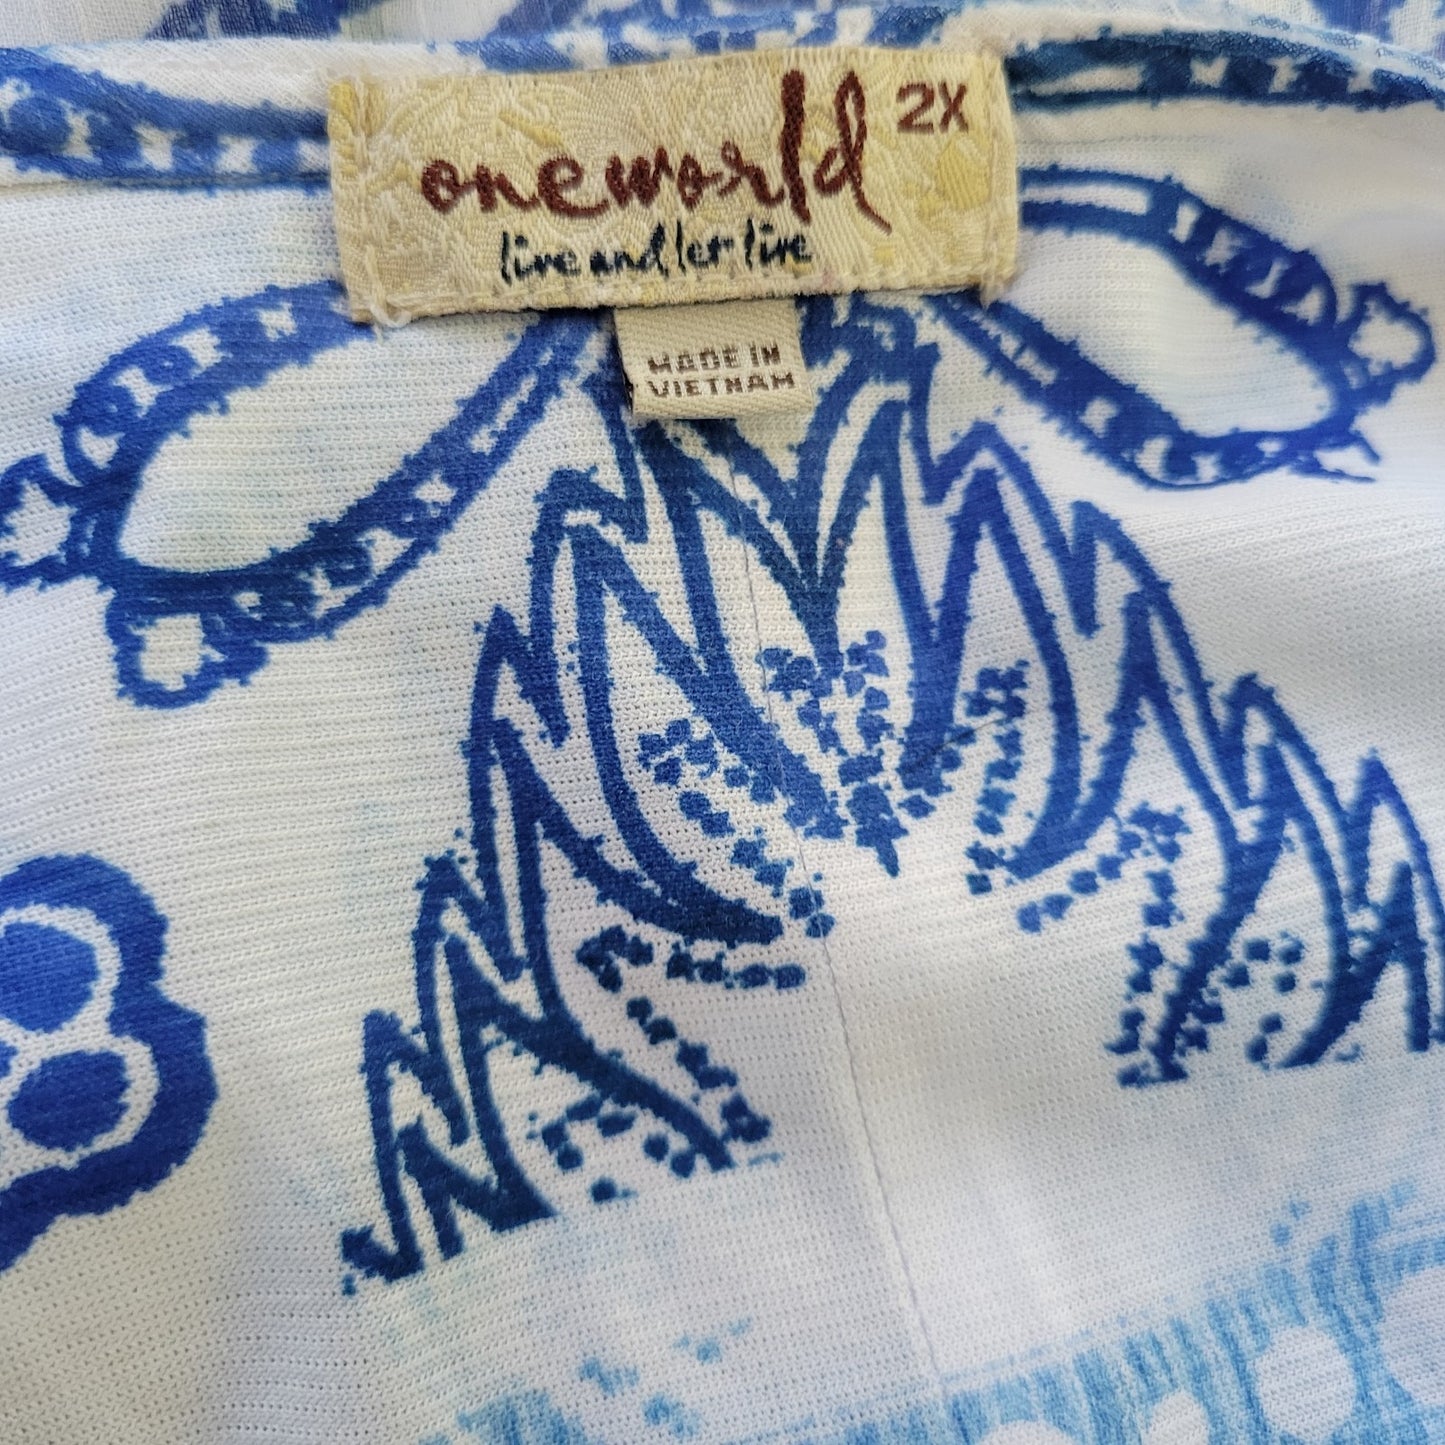 oneworld 2X
live and let live
MADE IN
VIETNAM